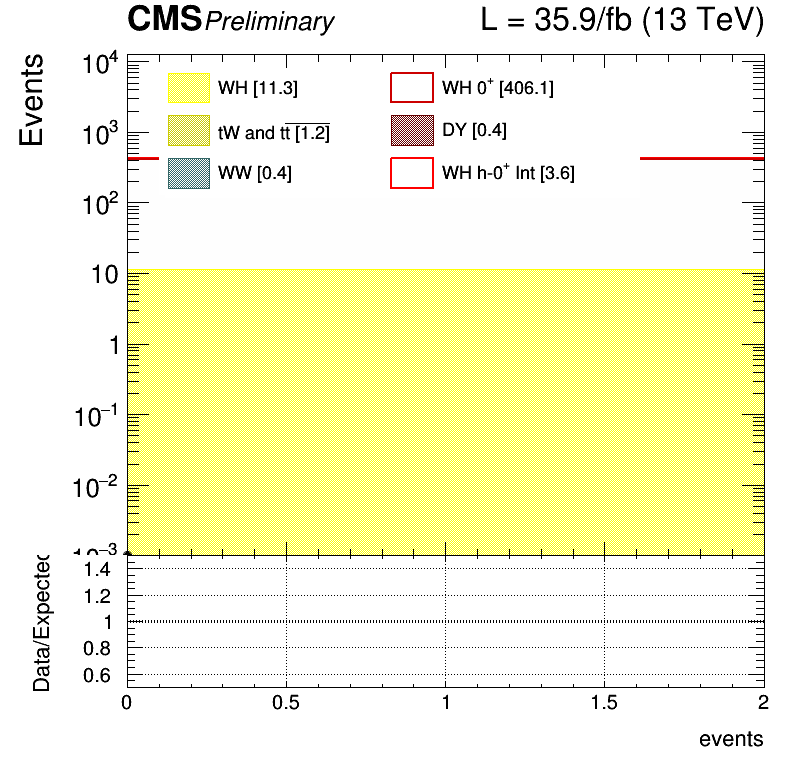 CMS Preliminary L = 35.9/fb (13 TeV)
Events
10⁴
10³
10²
10
1
10⁻¹
10⁻²
10⁻³
WH [11.3]
WH 0⁺ [406.1]
tW and tt [1.2]
DY [0.4]
WW [0.4]
WH h-0⁺ Int [3.6]
Data/Expected
1.4
1.2
1
0.8
0.6
0 0.5 1 1.5 2
events